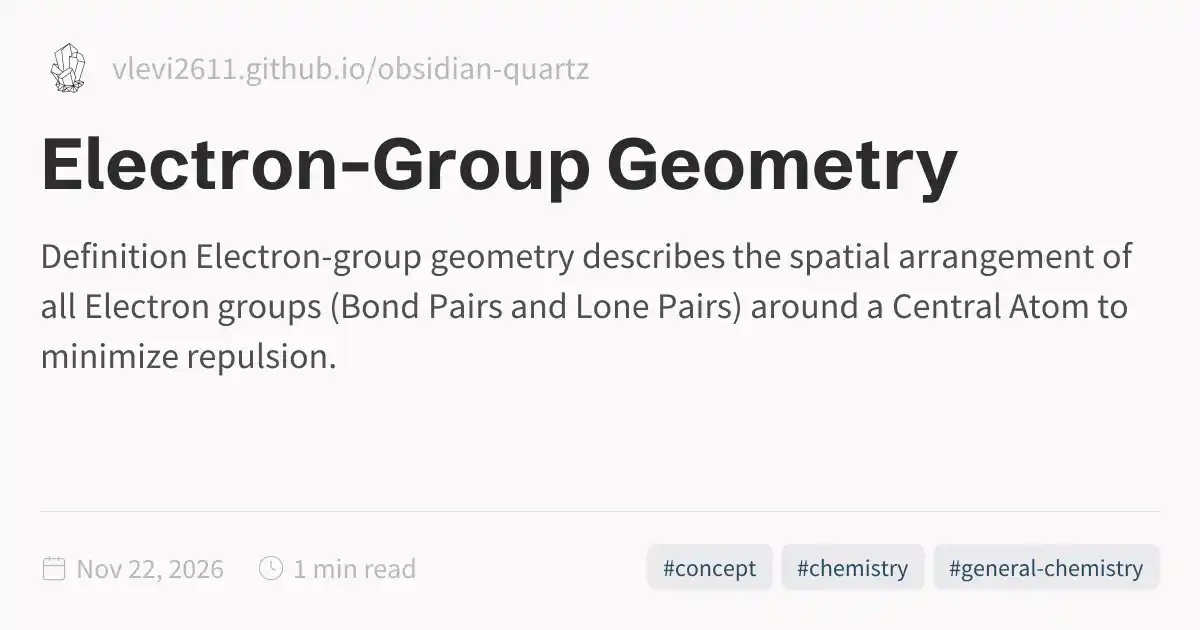 vlevi2611.github.io/obsidian-quartz
Electron-Group Geometry
Definition Electron-group geometry describes the spatial arrangement of
all Electron groups (Bond Pairs and Lone Pairs) around a Central Atom to
minimize repulsion.
Nov 22, 2026 1 min read #concept #chemistry #general-chemistry